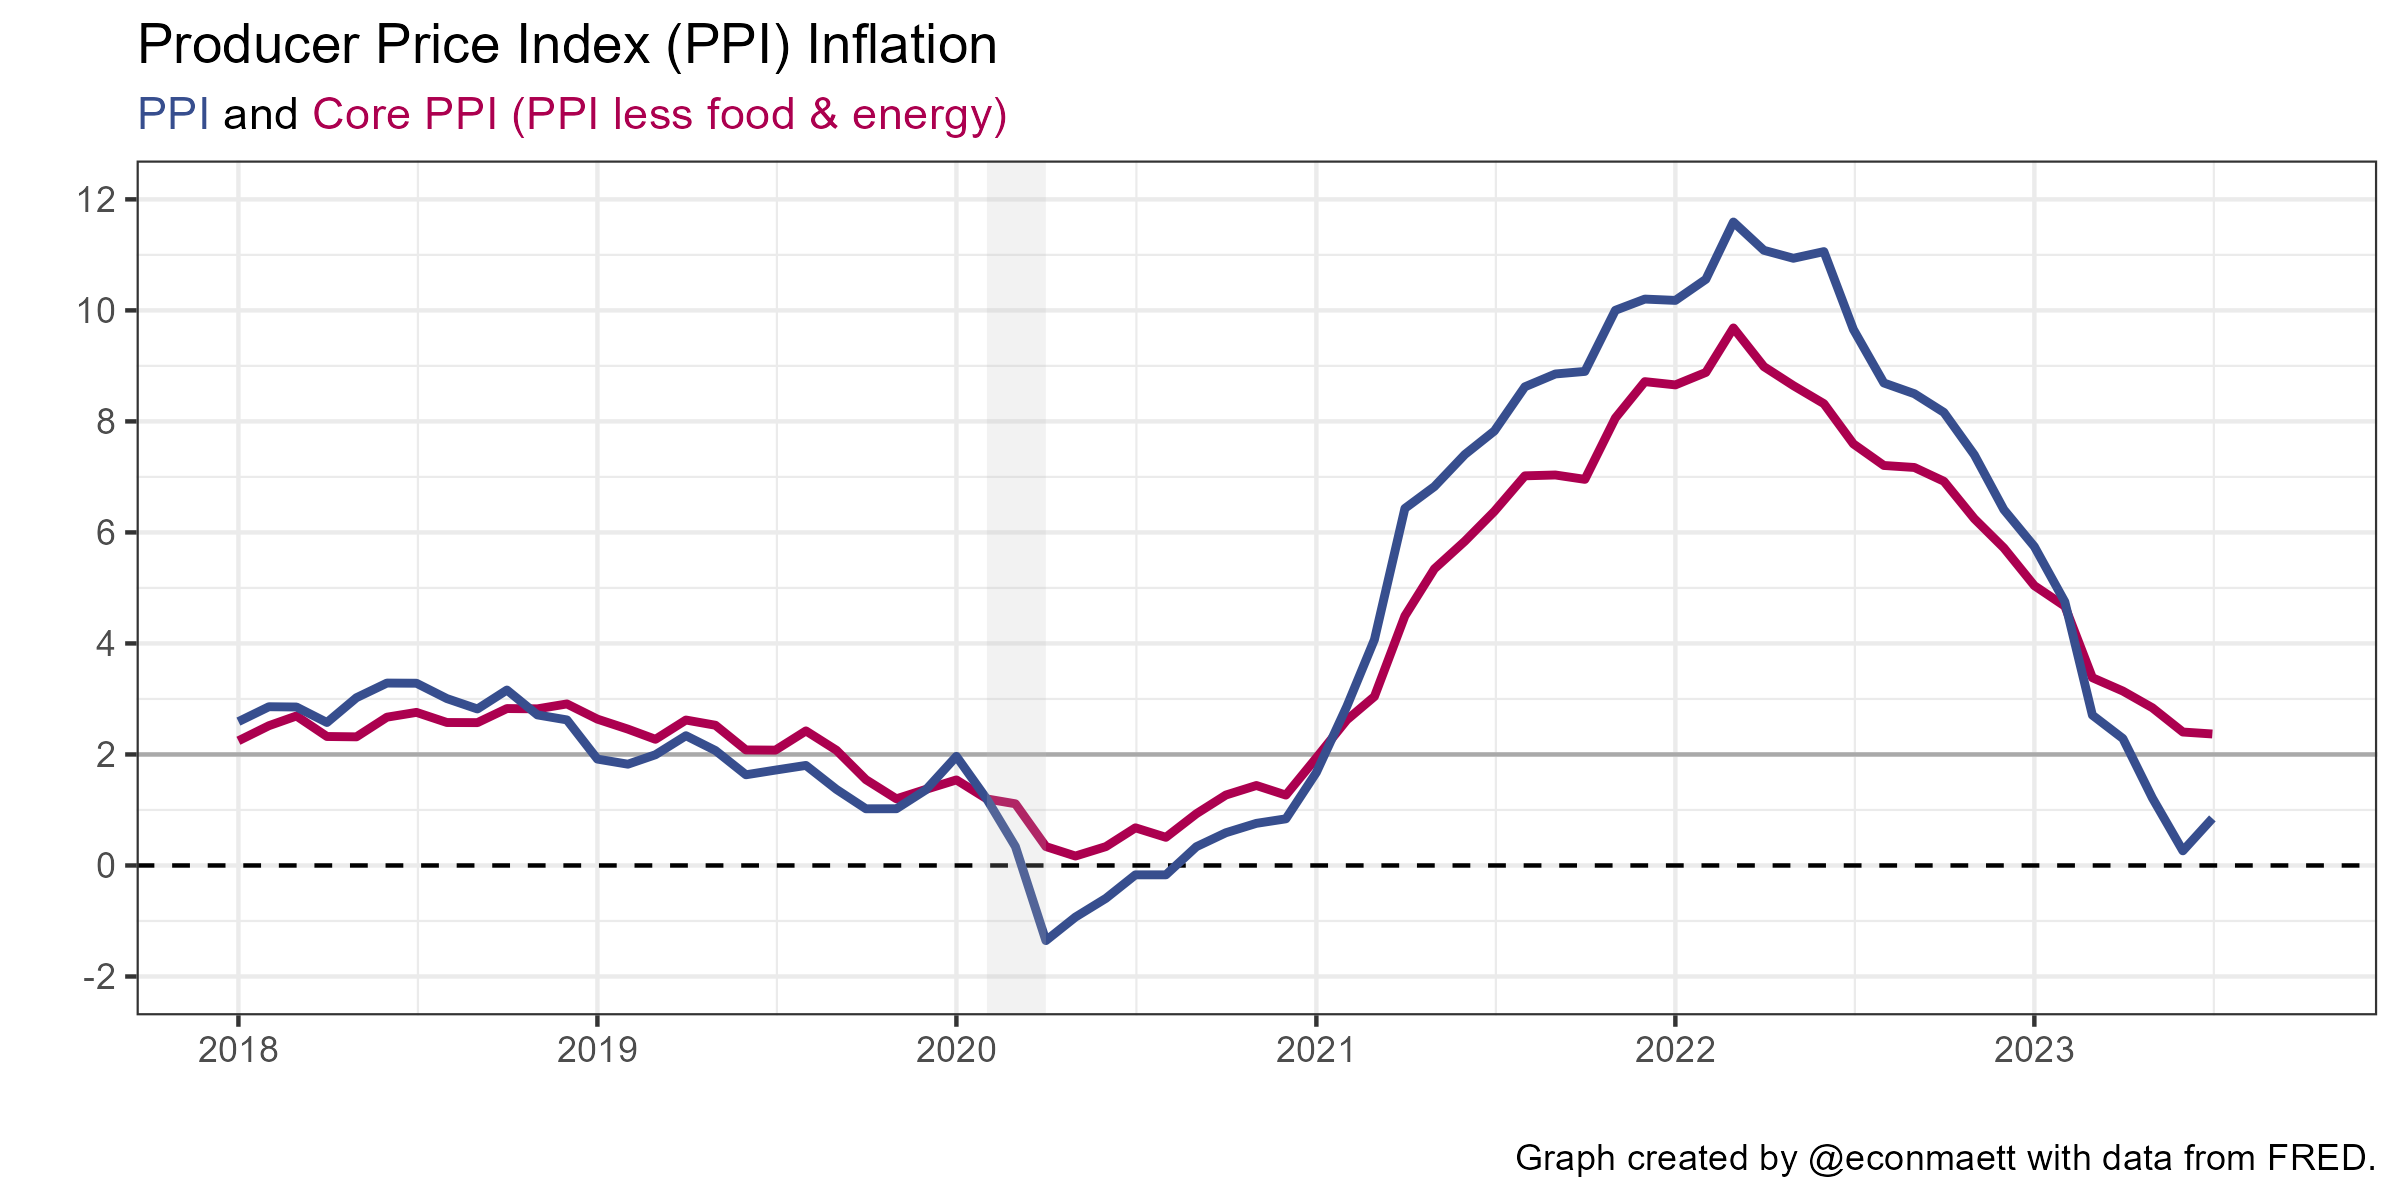 Producer Price Index (PPI) Inflation
PPI and Core PPI (PPI less food & energy)
12
10
8
6
4
2
0
-2
2018 2019 2020 2021 2022 2023
Graph created by @econmaett with data from FRED.